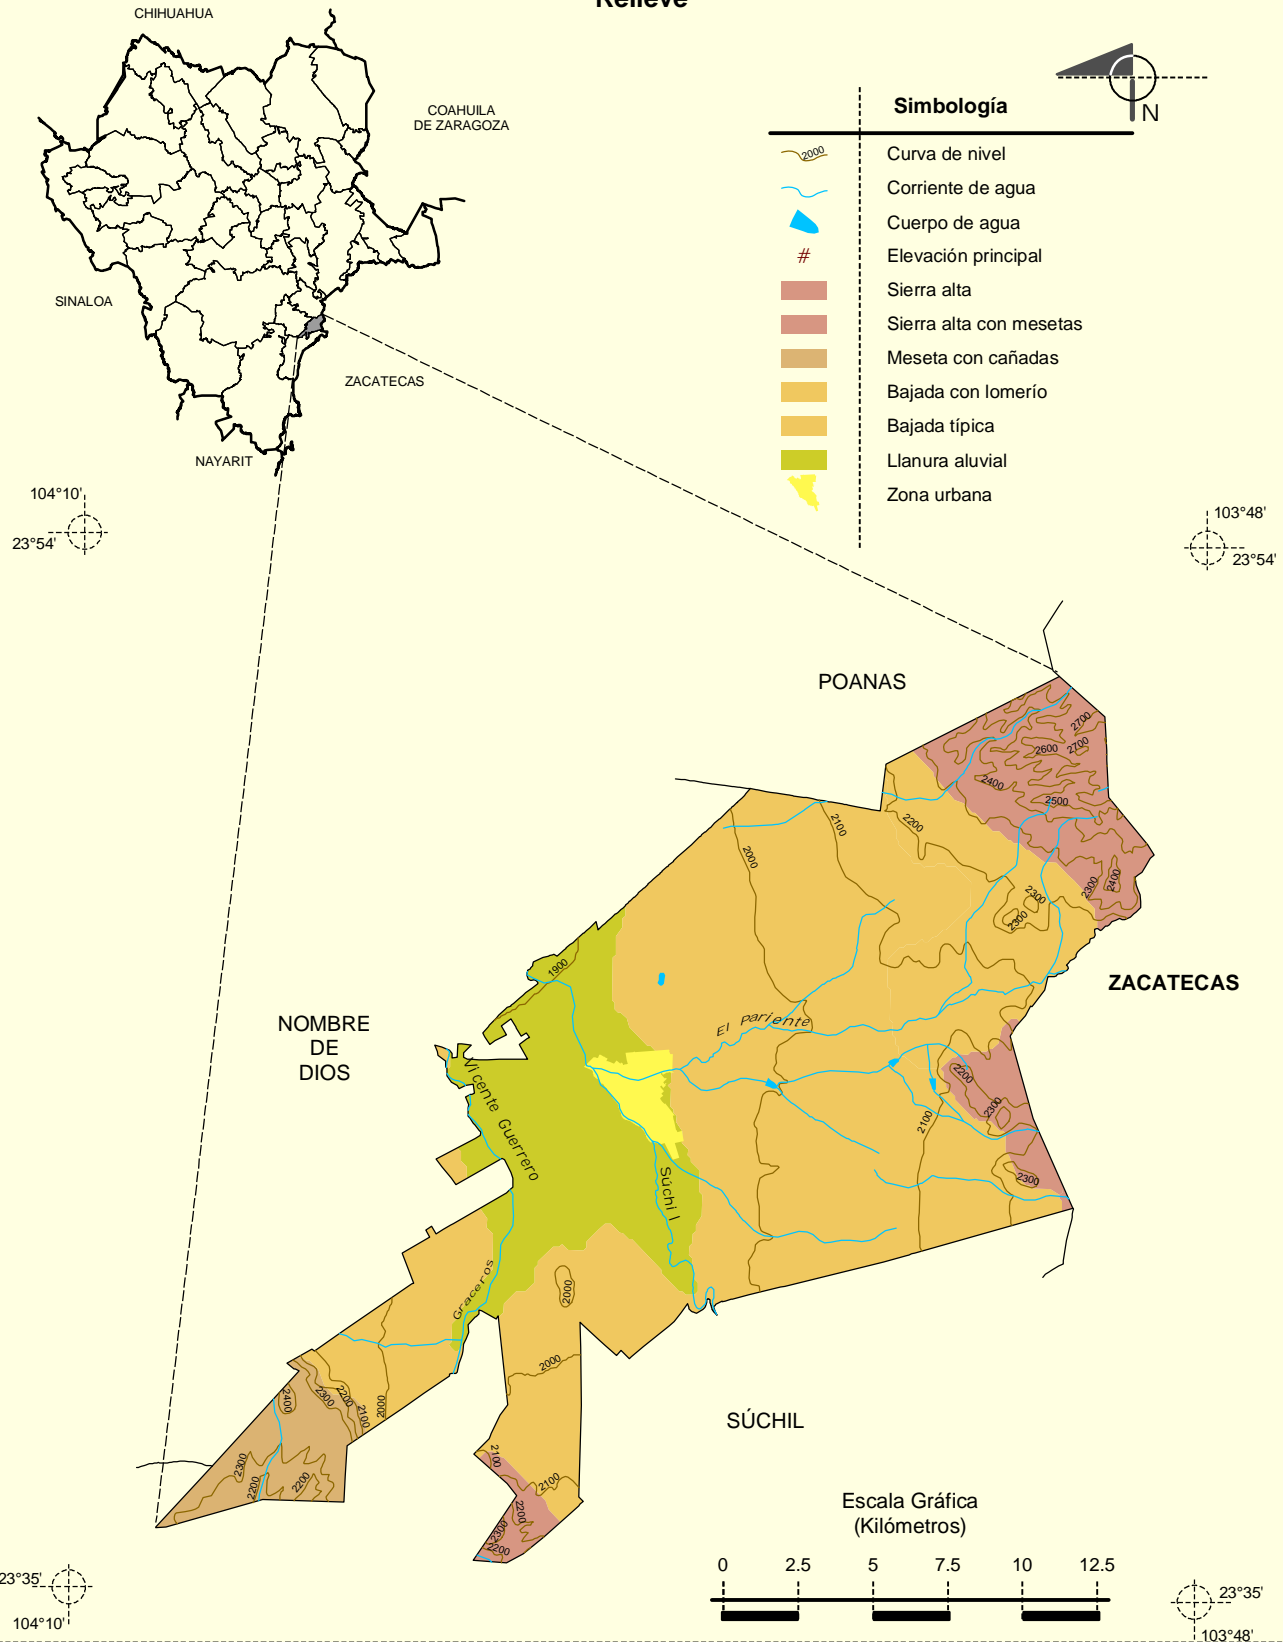 Relieve
CHIHUAHUA
COAHUILA
DE ZARAGOZA
SINALOA
ZACATECAS
NAYARIT
N
Simbología
2000
Curva de nivel
Corriente de agua
Cuerpo de agua
#
Elevación principal
Sierra alta
Sierra alta con mesetas
Meseta con cañadas
Bajada con lomerío
Bajada típica
Llanura aluvial
Zona urbana
104°10'
23°54'
103°48'
23°54'
POANAS
2700
2600
2700
2400
2500
2200
2100
2000
2300
2400
2300
2300
1900
ZACATECAS
El Pariente
NOMBRE
DE
DIOS
Vicente Guerrero
2200
2300
2100
2300
Súchil
Graceros
2000
2000
2400
2300
2200
2100
2000
2300
2200
2200
2100
2100
2200
2300
2200
SÚCHIL
Escala Gráfica
(Kilómetros)
0 2.5 5 7.5 10 12.5
23°35'
104°10'
23°35'
103°48'